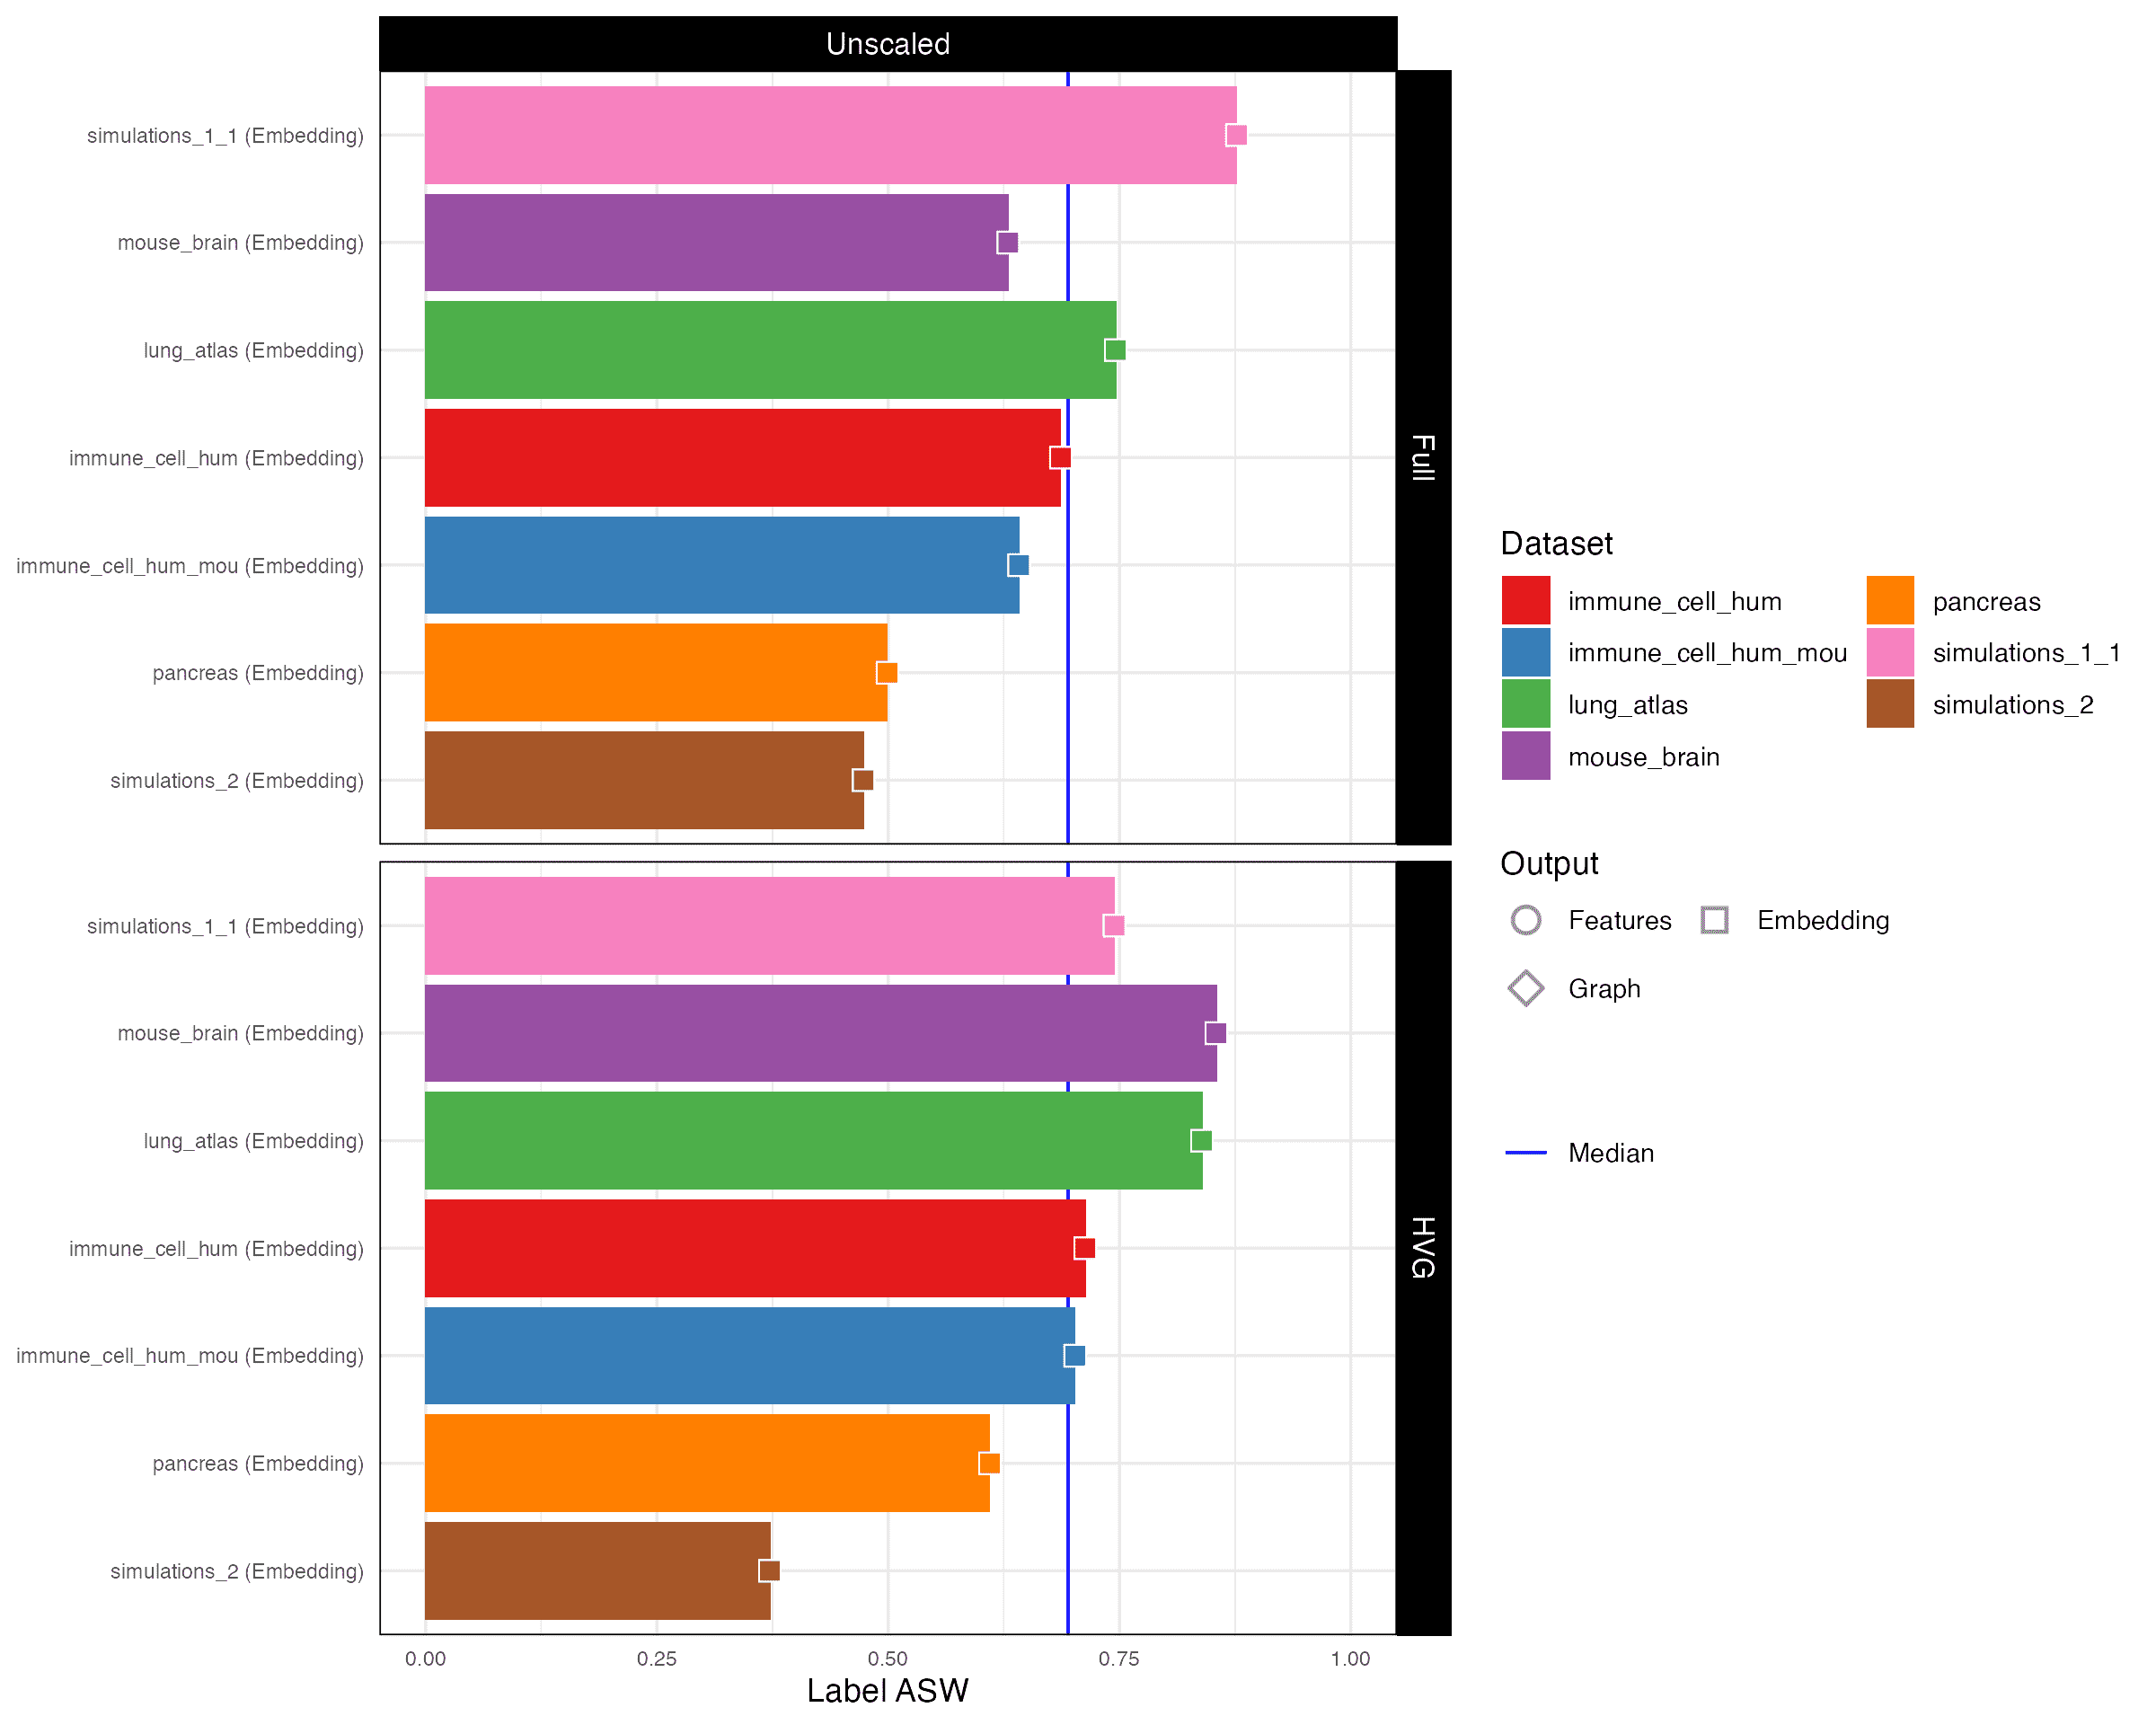 Unscaled
simulations_1_1 (Embedding)
mouse_brain (Embedding)
lung_atlas (Embedding)
immune_cell_hum (Embedding)
immune_cell_hum_mou (Embedding)
pancreas (Embedding)
simulations_2 (Embedding)
Full
simulations_1_1 (Embedding)
mouse_brain (Embedding)
lung_atlas (Embedding)
immune_cell_hum (Embedding)
immune_cell_hum_mou (Embedding)
pancreas (Embedding)
simulations_2 (Embedding)
HVG
0.00 0.25 0.50 0.75 1.00
Label ASW
Dataset
immune_cell_hum
immune_cell_hum_mou
lung_atlas
mouse_brain
pancreas
simulations_1_1
simulations_2
Output
Features Embedding
Graph
Median